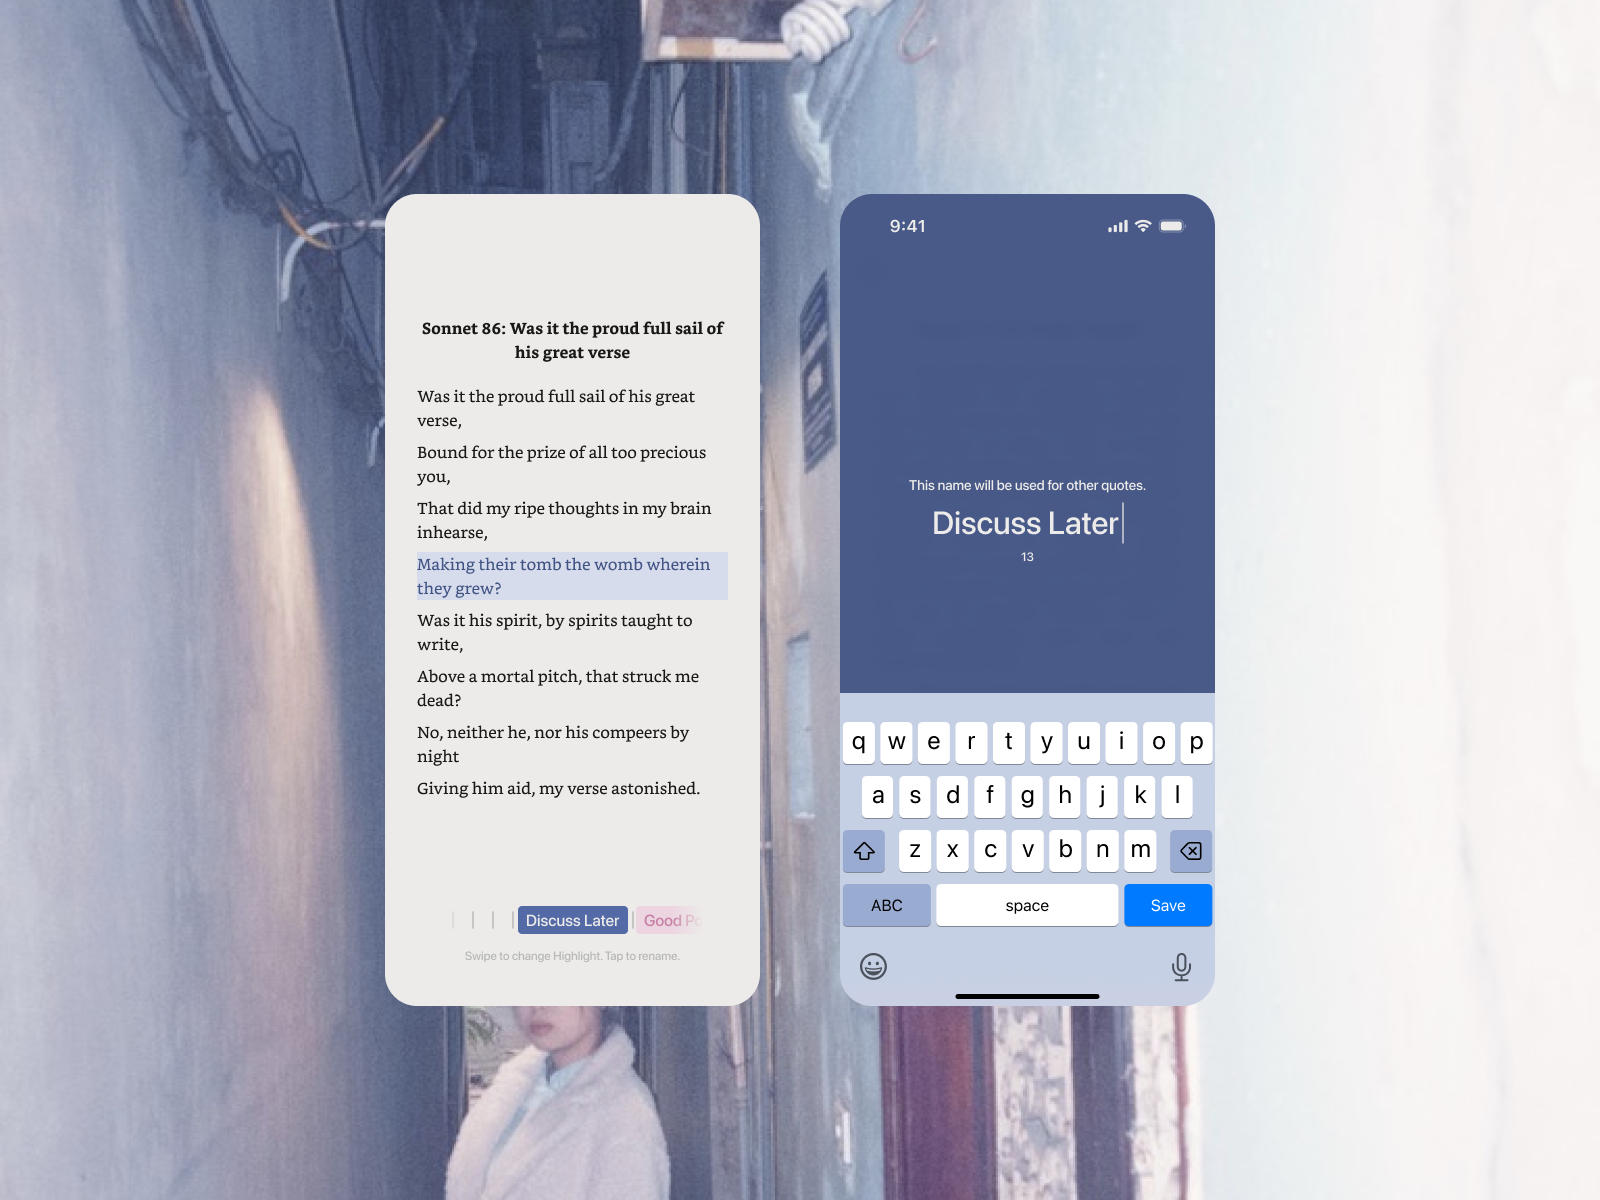 Sonnet 86: Was it the proud full sail of
his great verse
Was it the proud full sail of his great
verse,
Bound for the prize of all too precious
you,
That did my ripe thoughts in my brain
inhearse,
Making their tomb the womb wherein
they grew?
Was it his spirit, by spirits taught to
write,
Above a mortal pitch, that struck me
dead?
No, neither he, nor his compeers by
night
Giving him aid, my verse astonished.
Discuss Later
Good
Swipe to change Highlight. Tap to rename.
9:41
This name will be used for other quotes.
Discuss Later
13
q w e r t y u i o p
a s d f g h j k l
z x c v b n m
ABC space Save